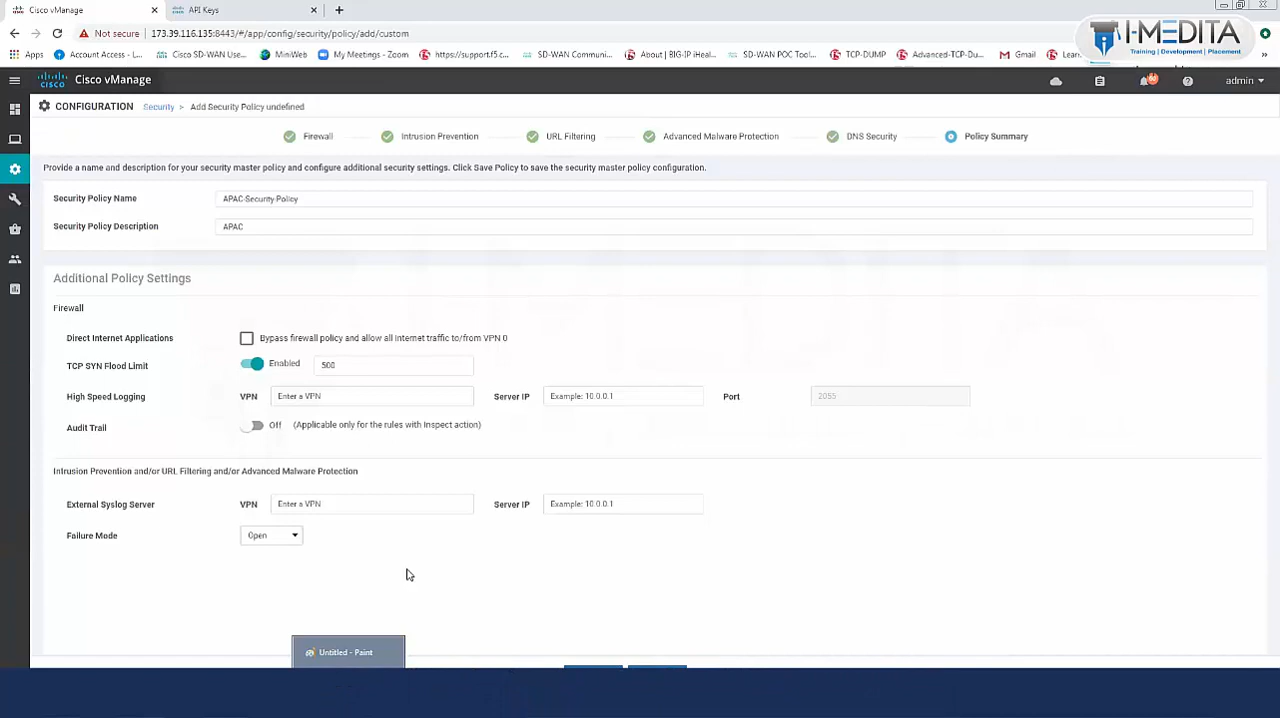 Cisco vManage
API Keys
Not secure
173.39.116.135:8443/#/app/config/security/policy/add/custom
I-MEDITA
Training | Development | Placement
Apps
Account Access - L...
Cisco SD-WAN Use...
MiniWeb
My Meetings - Zoom
https://support.f5.c...
SD-WAN Communi...
About | BIG-IP iHeal...
SD-WAN POC Tool...
TCP-DUMP
Advanced-TCP-Du...
Gmail
Lear
cisco
Cisco vManage
admin
CONFIGURATION
Security > Add Security Policy undefined
Firewall
Intrusion Prevention
URL Filtering
Advanced Malware Protection
DNS Security
Policy Summary
Provide a name and description for your security master policy and configure additional security settings. Click Save Policy to save the security master policy configuration.
Security Policy Name
APAC-Security Policy
Security Policy Description
APAC
Additional Policy Settings
Firewall
Direct Internet Applications
Bypass firewall policy and allow all Internet traffic to/from VPN 0
TCP SYN Flood Limit
Enabled
500
High Speed Logging
VPN
Enter a VPN
Server IP
Example: 10.0.0.1
Port
2055
Audit Trail
Off
(Applicable only for the rules with Inspect action)
Intrusion Prevention and/or URL Filtering and/or Advanced Malware Protection
External Syslog Server
VPN
Enter a VPN
Server IP
Example: 10.0.0.1
Failure Mode
Open
Untitled - Paint